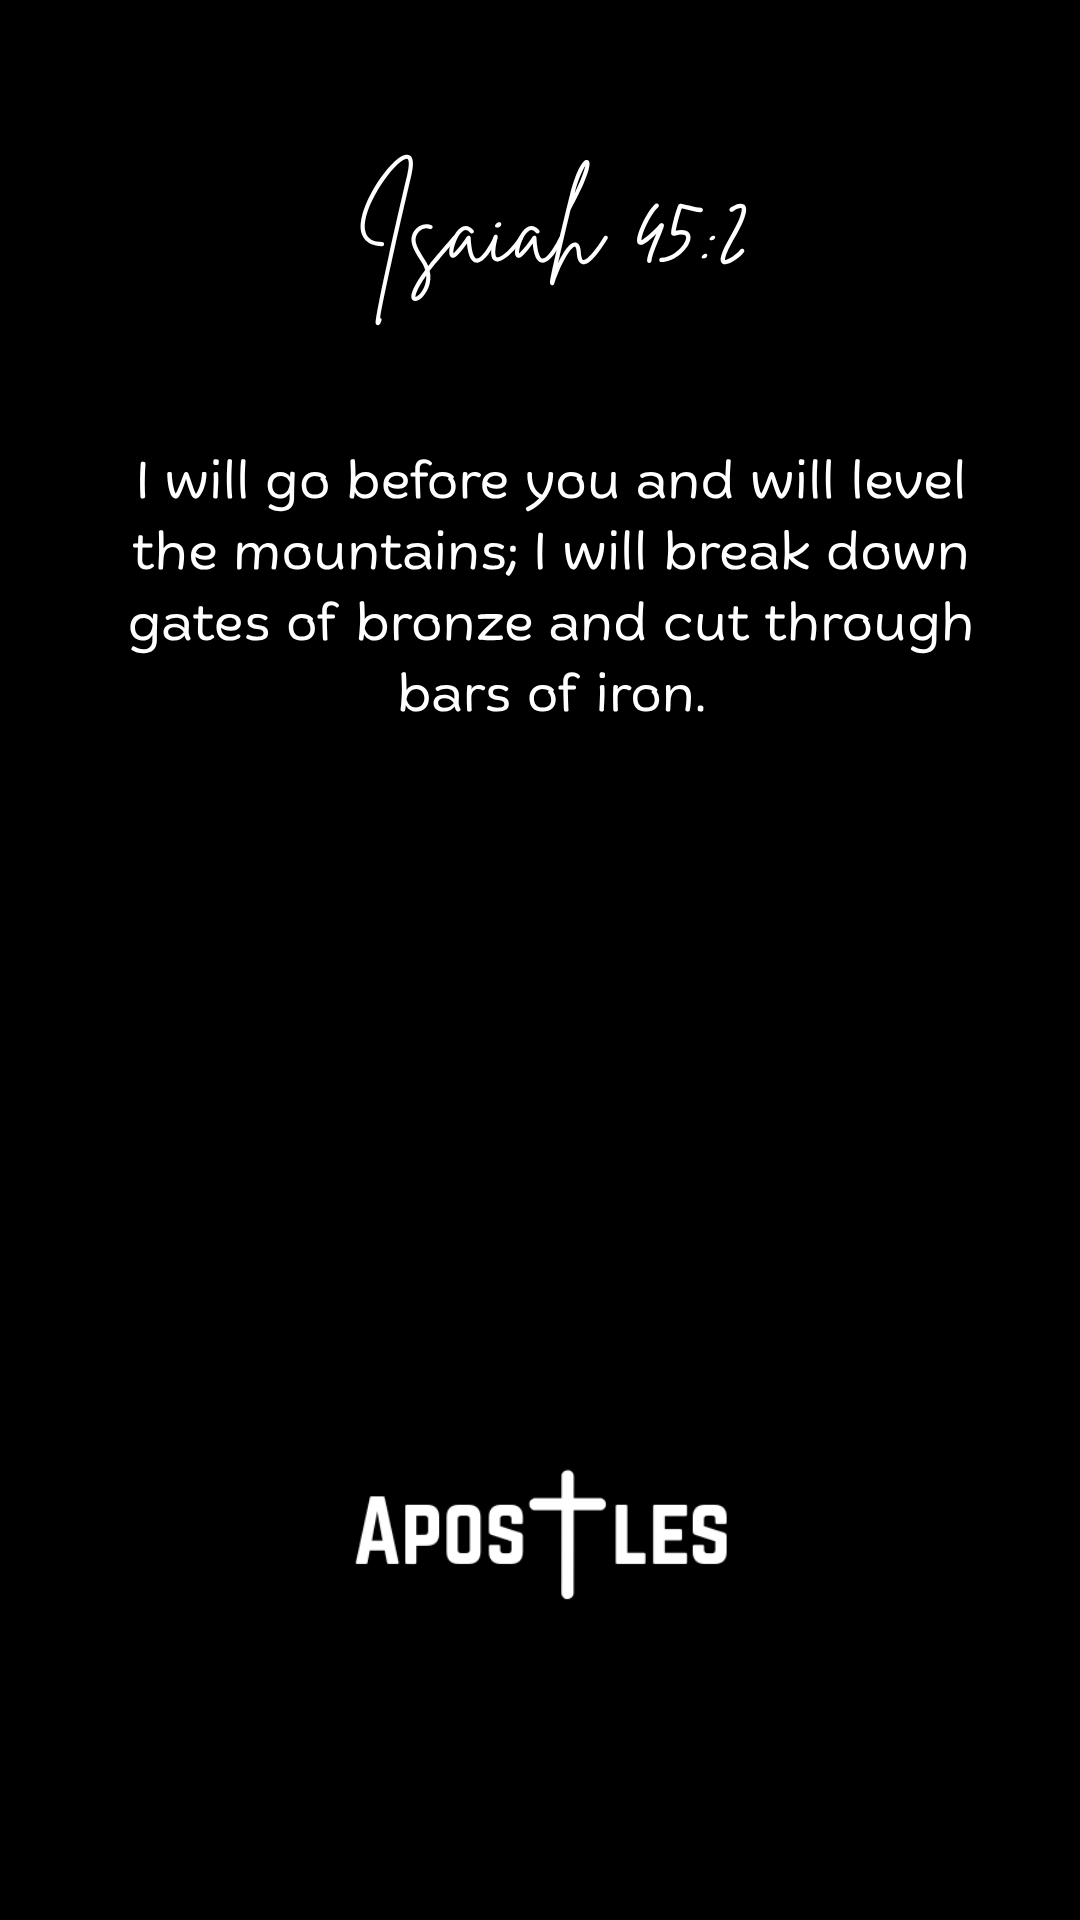 Isaiah 45:2
I will go before you and will level
the mountains; I will break down
gates of bronze and cut through
bars of iron.
APOSTLES